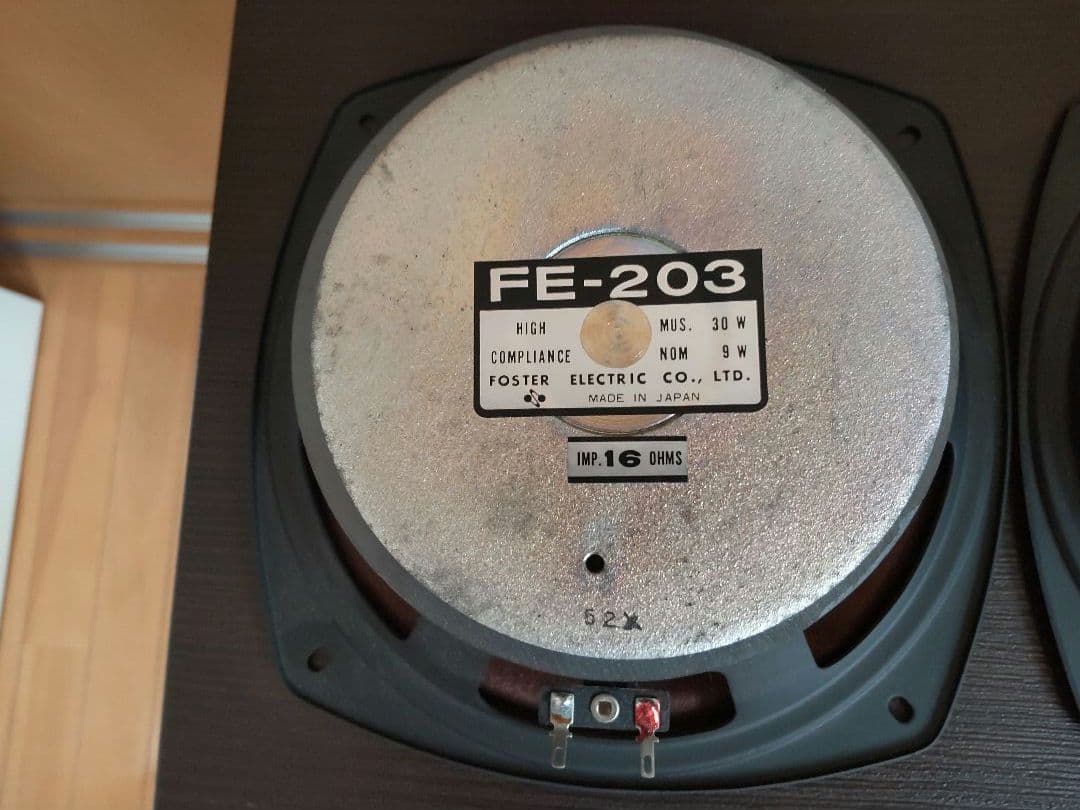 FE-203
HIGH MUS. 30 W
COMPLIANCE NOM 9 W
FOSTER ELECTRIC CO., LTD.
MADE IN JAPAN
IMP. 16 OHMS
52